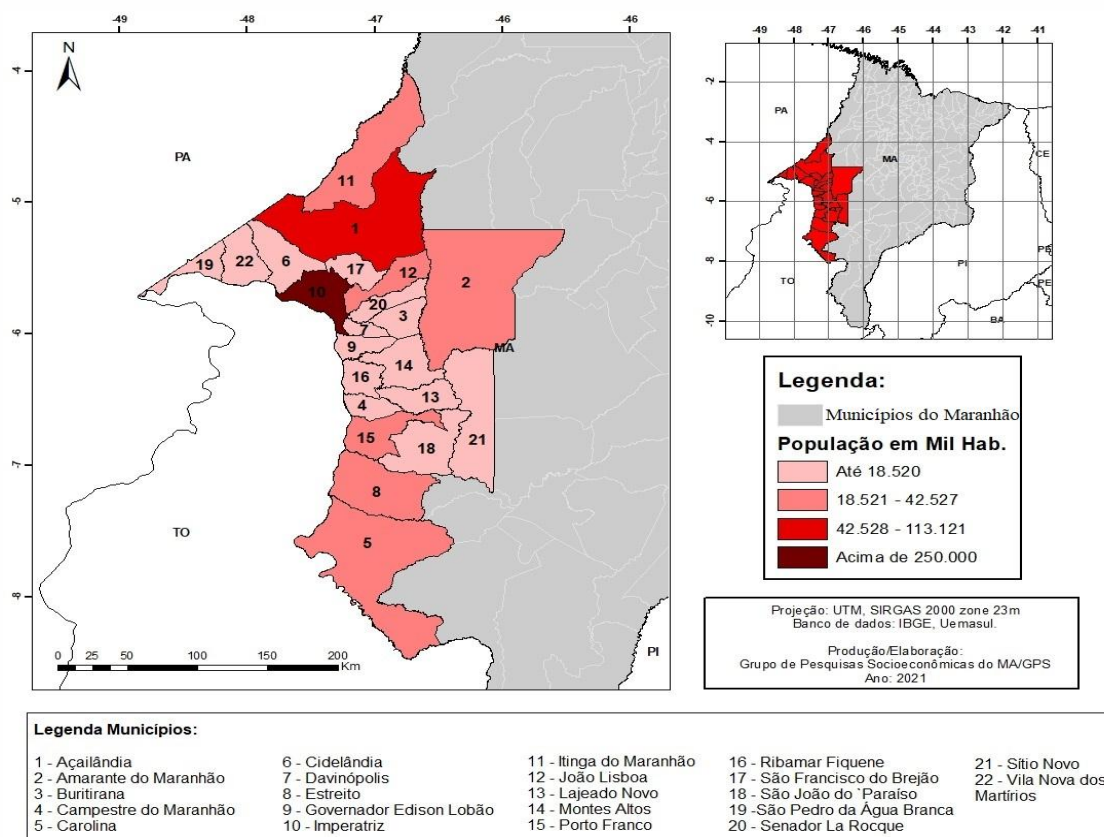 -49 -48 -47 -46 -46
N
-4
-5
-6
-7
-8
PA
11
1
19 22 6 17 12 2
10 20
3
7
9
MA
14
16
13
4
15 18 21
8
5
TO
PI
0 25 50 100 150 200
Km
-49 -48 -47 -46 -45 -44 -43 -42 -41
-2
-4
-6
-8
-10
PA
MA
CE
PE
PI
TO
PE
BA
Legenda:
Municípios do Maranhão
População em Mil Hab.
Até 18.520
18.521 - 42.527
42.528 - 113.121
Acima de 250.000
Projeção: UTM, SIRGAS 2000 zone 23m
Banco de dados: IBGE, Uemasul.
Produção/Elaboração:
Grupo de Pesquisas Socioeconômicas do MA/GPS
Ano: 2021
Legenda Municípios:
1 - Açailândia
2 - Amarante do Maranhão
3 - Buritirana
4 - Campestre do Maranhão
5 - Carolina
6 - Cidelândia
7 - Davinópolis
8 - Estreito
9 - Governador Edison Lobão
10 - Imperatriz
11 - Itinga do Maranhão
12 - João Lisboa
13 - Lajeado Novo
14 - Montes Altos
15 - Porto Franco
16 - Ribamar Fiquene
17 - São Francisco do Brejão
18 - São João do `Paraíso
19 -São Pedro da Água Branca
20 - Senador La Rocque
21 - Sítio Novo
22 - Vila Nova dos
Martírios